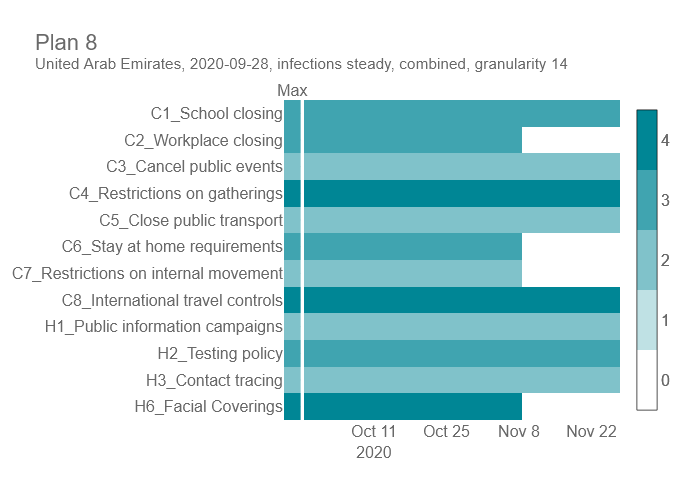 Plan 8
United Arab Emirates, 2020-09-28, infections steady, combined, granularity 14
Max
C1_School closing
C2_Workplace closing
C3_Cancel public events
C4_Restrictions on gatherings
C5_Close public transport
C6_Stay at home requirements
C7_Restrictions on internal movement
C8_International travel controls
H1_Public information campaigns
H2_Testing policy
H3_Contact tracing
H6_Facial Coverings
Oct 11 Oct 25 Nov 8 Nov 22
2020
4
3
2
1
0